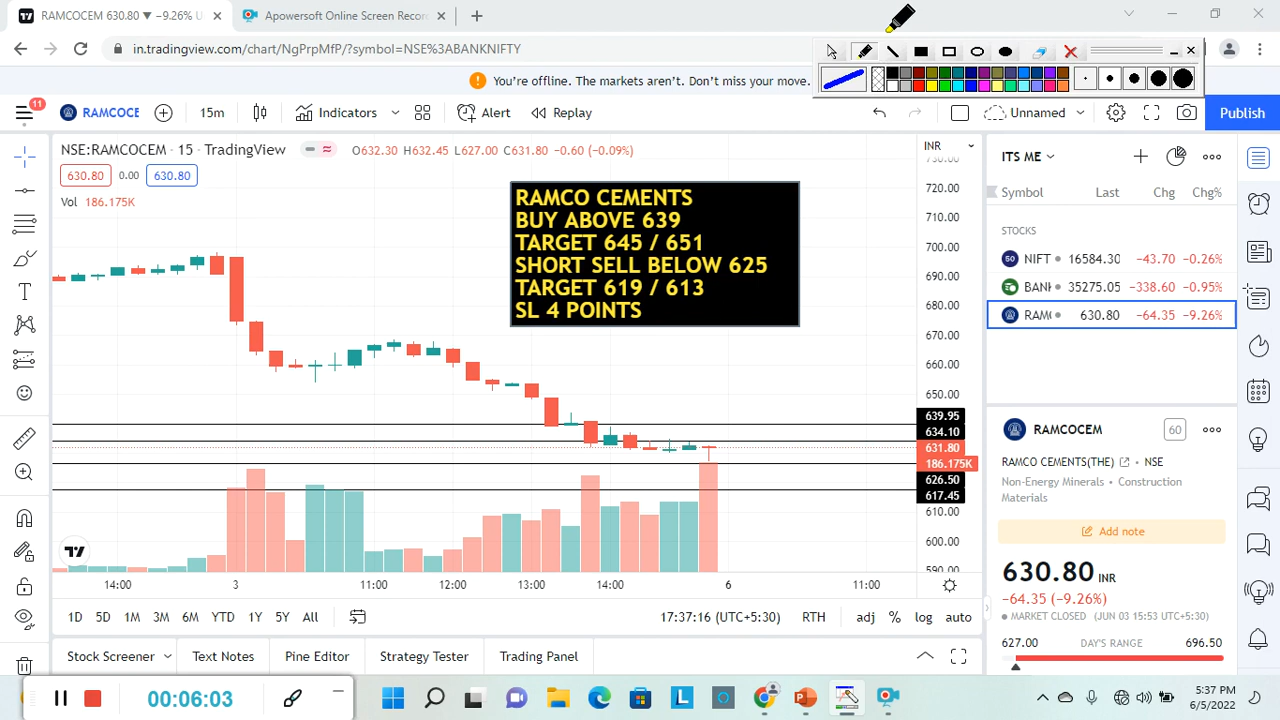 RAMCOCEM 630.80 ▼ −9.26% U
Apowersoft Online Screen Recor
in.tradingview.com/chart/NgPrpMfP/?symbol=NSE%3ABANKNIFTY
You're offline. The markets aren't. Don't miss your move.
11
RAMCOCE
15m
Indicators
Alert
Replay
Unnamed
Publish
NSE:RAMCOCEM · 15 · TradingView
O632.30 H632.45 L627.00 C631.80 −0.60 (−0.09%)
630.80 0.00 630.80
Vol 186.175K
RAMCO CEMENTS
BUY ABOVE 639
TARGET 645 / 651
SHORT SELL BELOW 625
TARGET 619 / 613
SL 4 POINTS
INR
730.00
720.00
710.00
700.00
690.00
680.00
670.00
660.00
650.00
639.95
634.10
631.80
186.175K
626.50
617.45
610.00
600.00
590.00
14:00 3 11:00 12:00 13:00 14:00 6 11:00
1D 5D 1M 3M 6M YTD 1Y 5Y All
17:37:16 (UTC+5:30) RTH adj % log auto
Stock Screener Text Notes Pine Editor Strategy Tester Trading Panel
ITS ME
Symbol Last Chg Chg%
STOCKS
50 NIFT 16584.30 −43.70 −0.26%
BANI 35275.05 −338.60 −0.95%
RAMC 630.80 −64.35 −9.26%
RAMCOCEM 60
RAMCO CEMENTS(THE) NSE
Non-Energy Minerals · Construction
Materials
Add note
630.80 INR
−64.35 (−9.26%)
MARKET CLOSED (JUN 03 15:53 UTC+5:30)
627.00 DAY'S RANGE 696.50
00:06:03
5:37 PM
6/5/2022